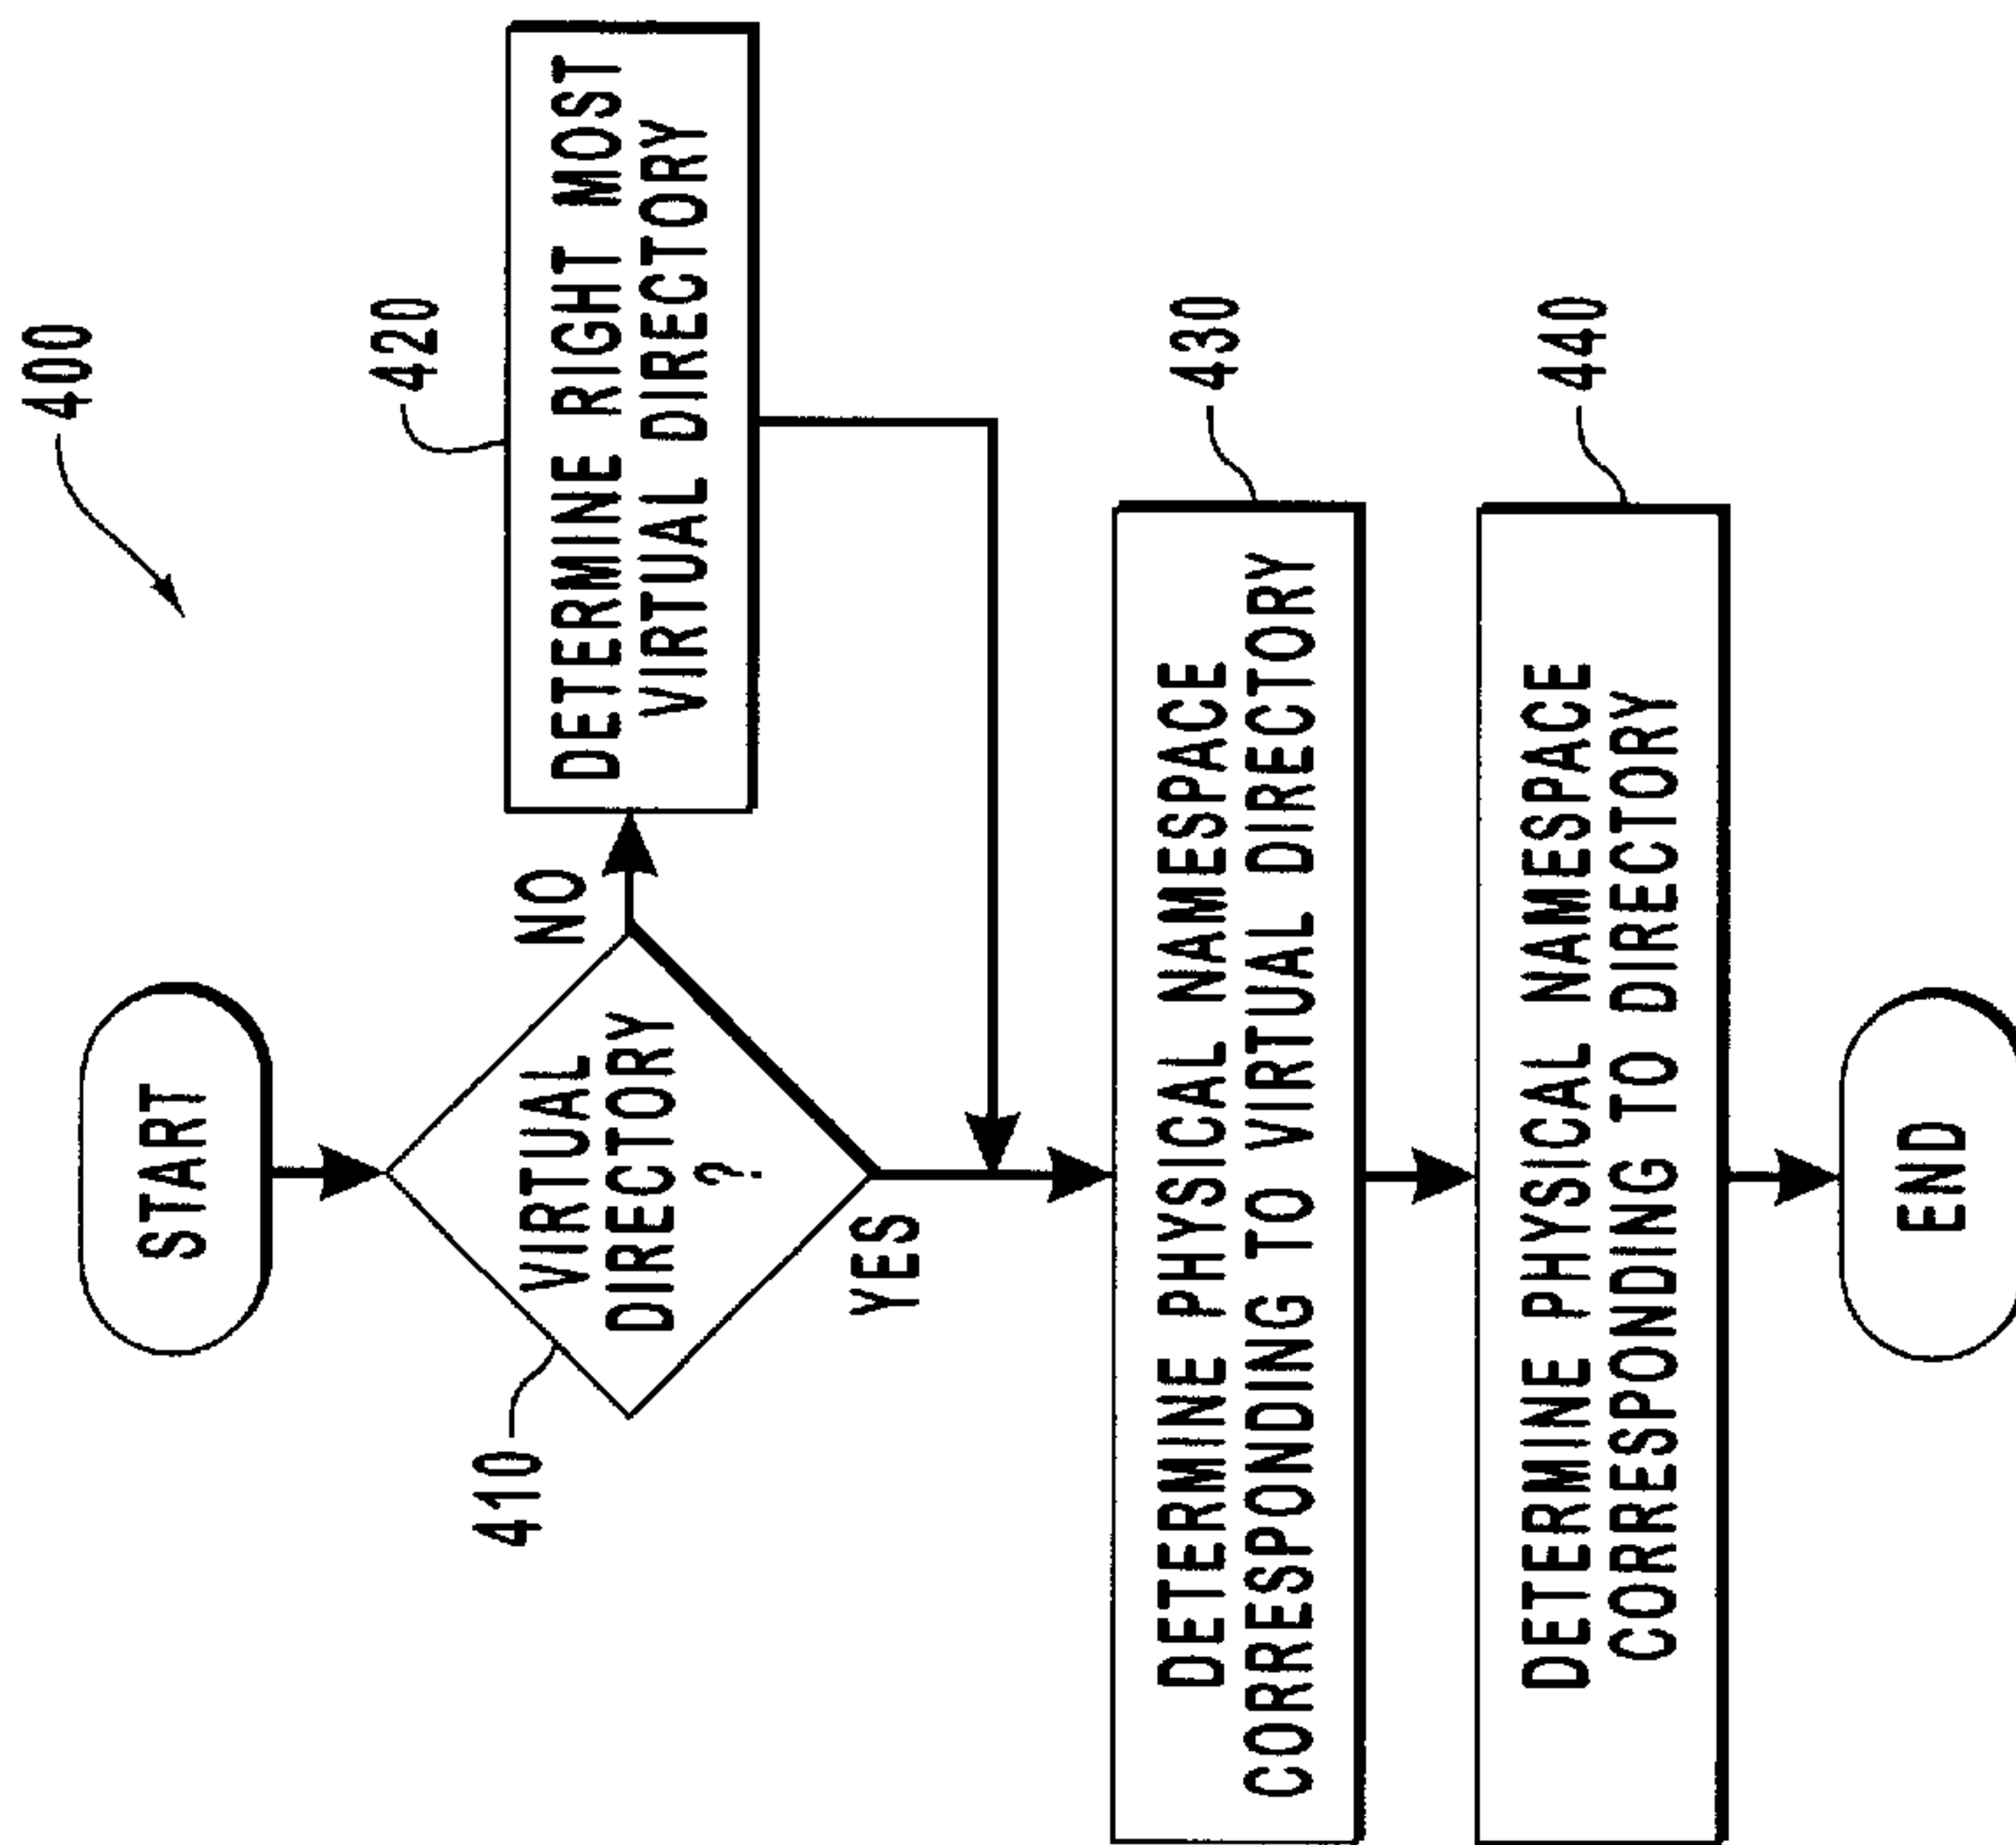 400
START
410
VIRTUAL
DIRECTORY
?
NO
YES
420
DETERMINE RIGHT MOST
VIRTUAL DIRECTORY
430
DETERMINE PHYSICAL NAMESPACE
CORRESPONDING TO VIRTUAL DIRECTORY
440
DETERMINE PHYSICAL NAMESPACE
CORRESPONDING TO DIRECTORY
END